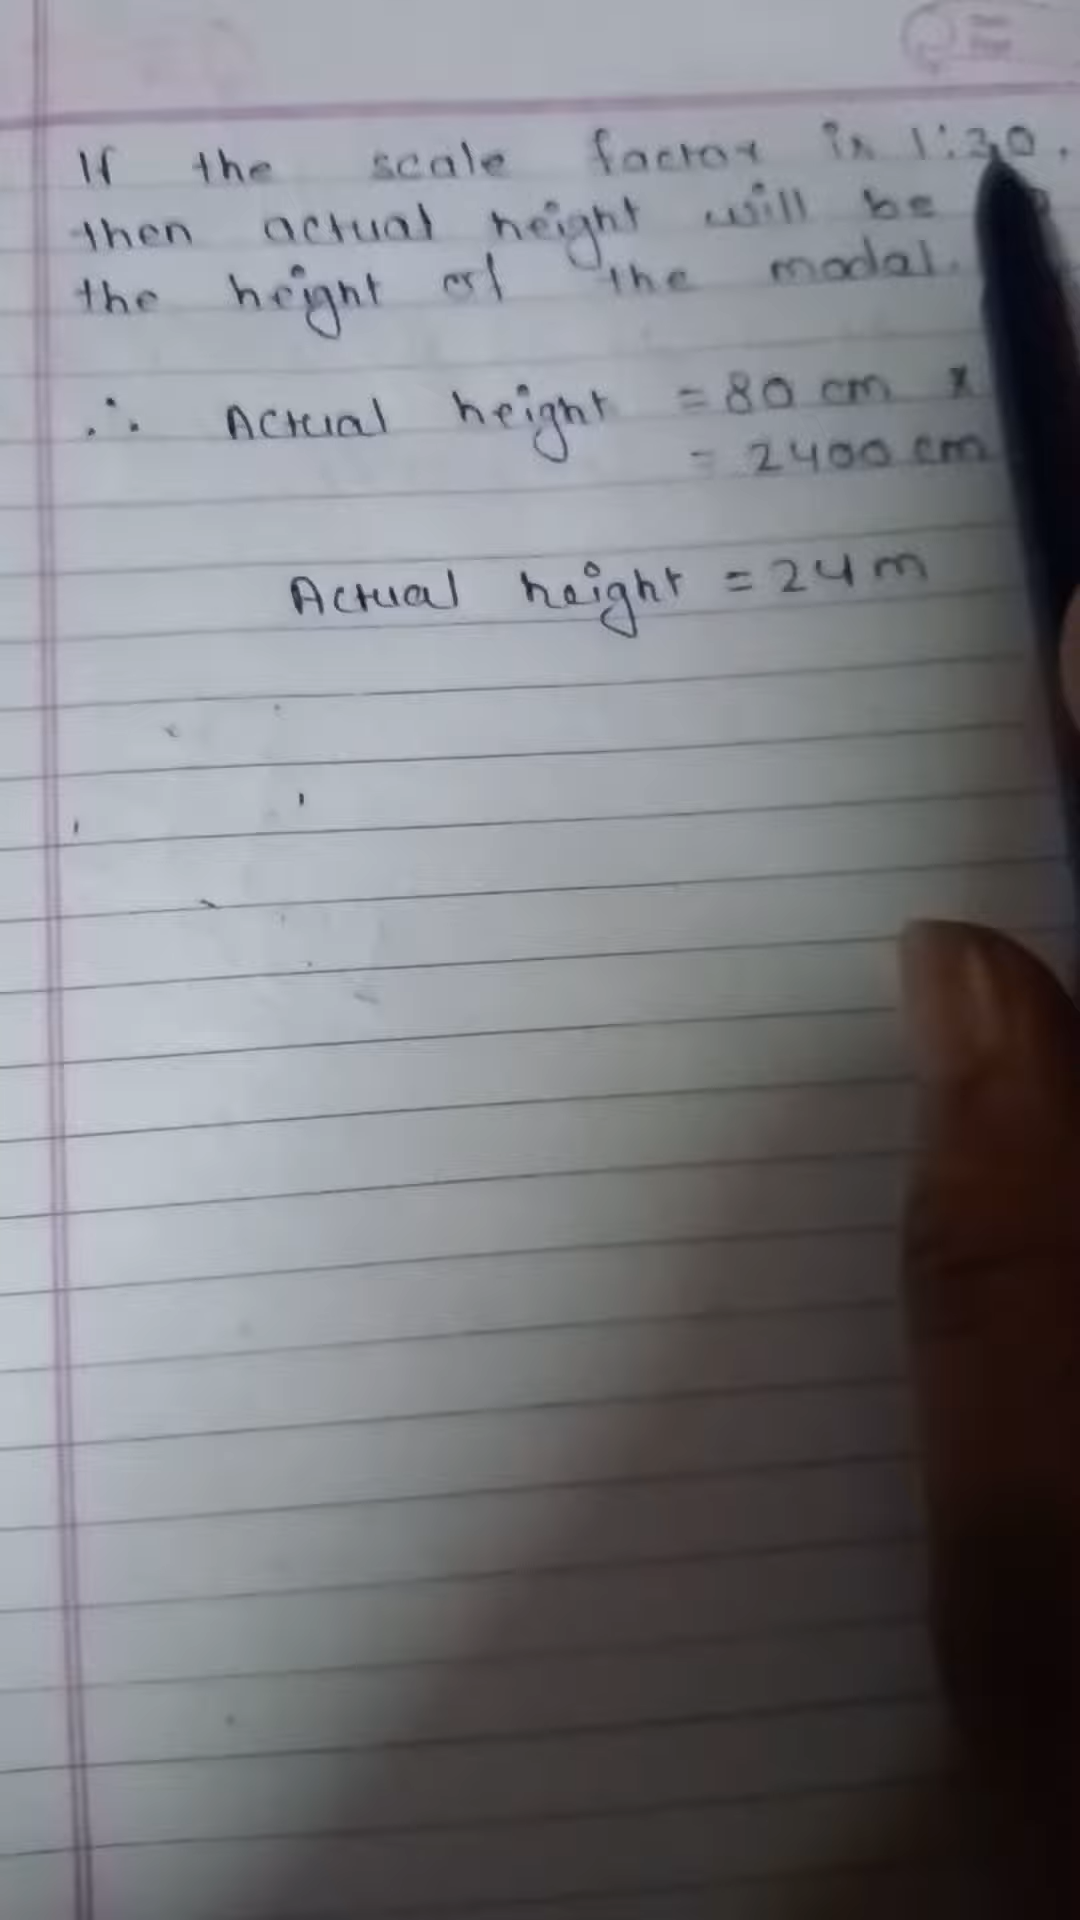 If the scale factor is 1:30.
then actual height will be
the height of the modal.
∴ Actual height = 80 cm x
= 2400 cm
Actual height = 24 m